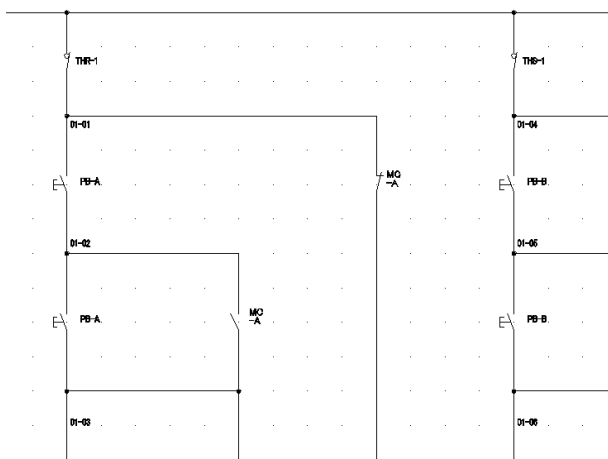 THR-1
THS-1
01-01
01-04
PB-A
MC
-A
PB-B
01-02
01-05
PB-A
MC
-A
PB-B
01-03
01-06